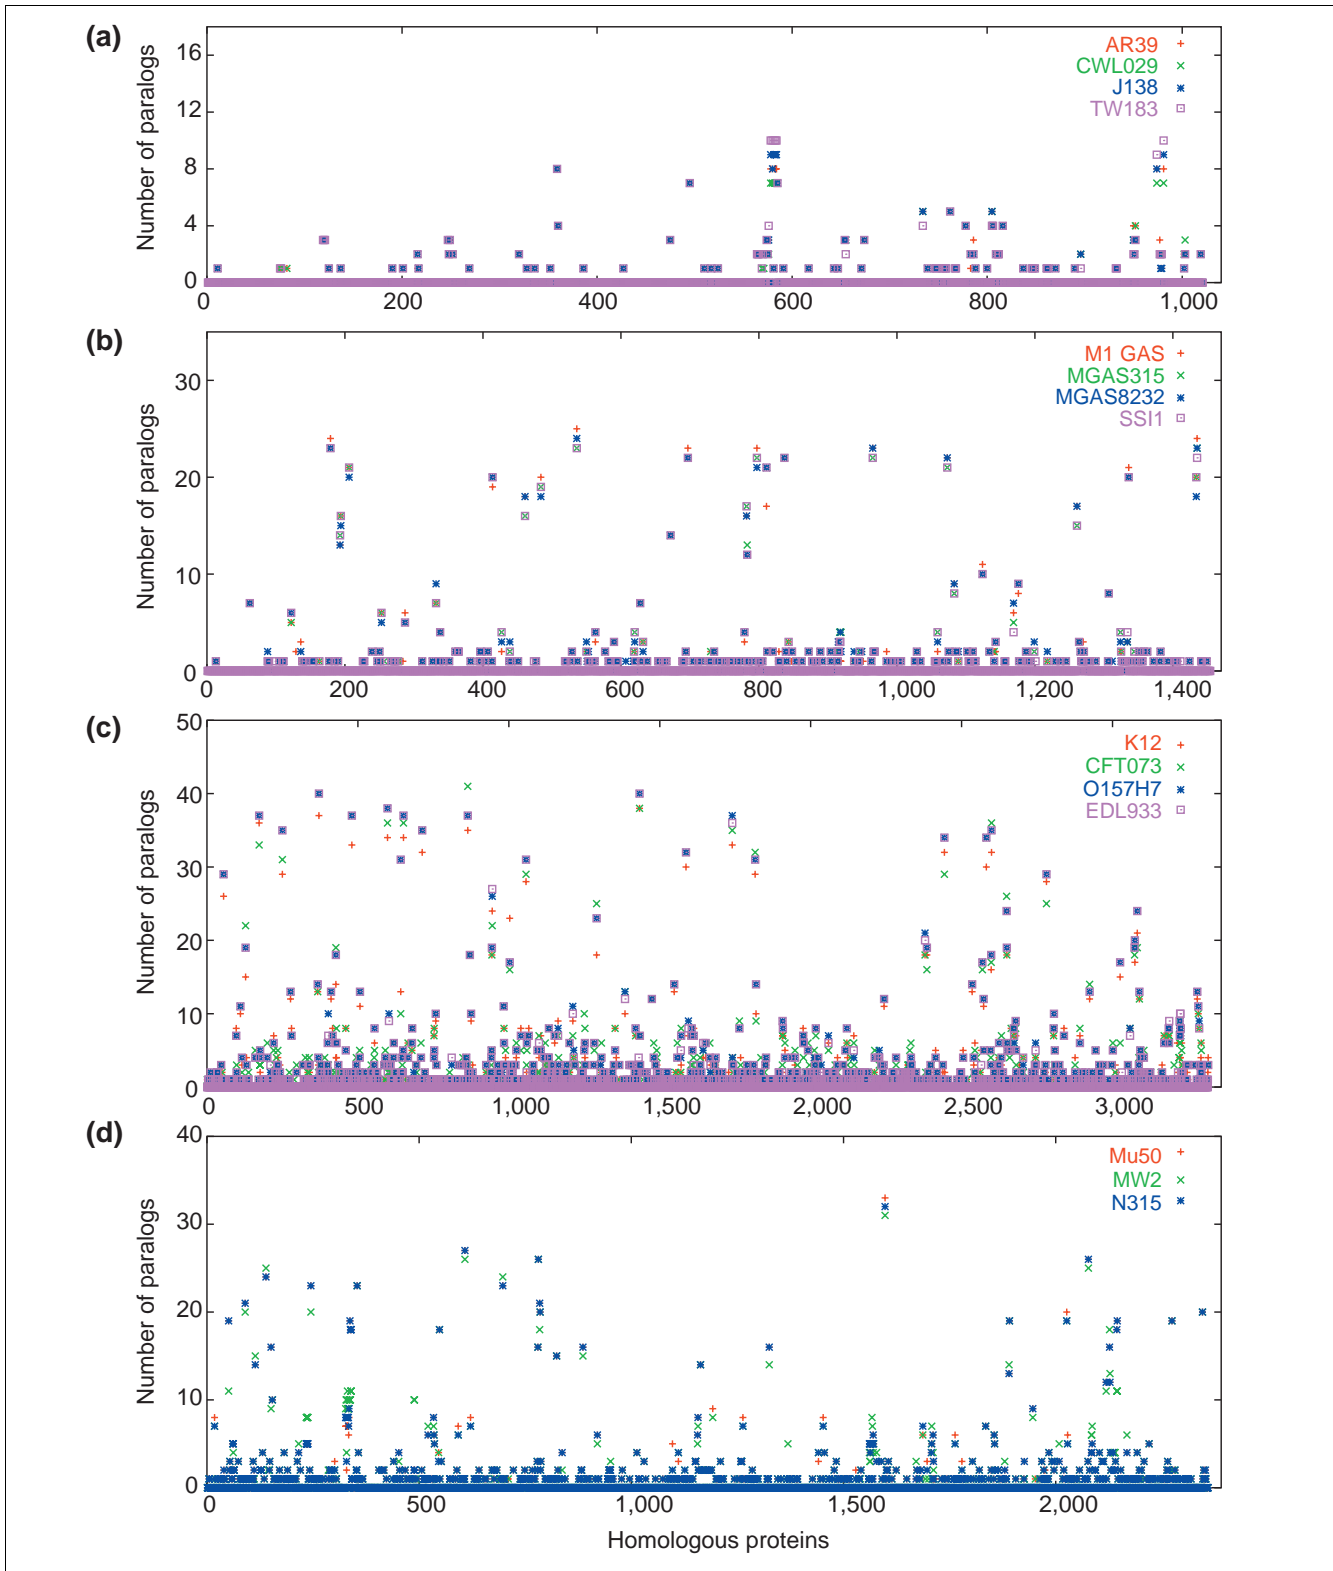 (a)
Number of paralogs
16
12
8
4
0
0 200 400 600 800 1,000
AR39
CWL029
J138
TW183
(b)
Number of paralogs
30
20
10
0
0 200 400 600 800 1,000 1,200 1,400
M1 GAS
MGAS315
MGAS8232
SSI1
(c)
Number of paralogs
50
40
30
20
10
0
0 500 1,000 1,500 2,000 2,500 3,000
K12
CFT073
O157H7
EDL933
(d)
Number of paralogs
40
30
20
10
0
0 500 1,000 1,500 2,000
Mu50
MW2
N315
Homologous proteins